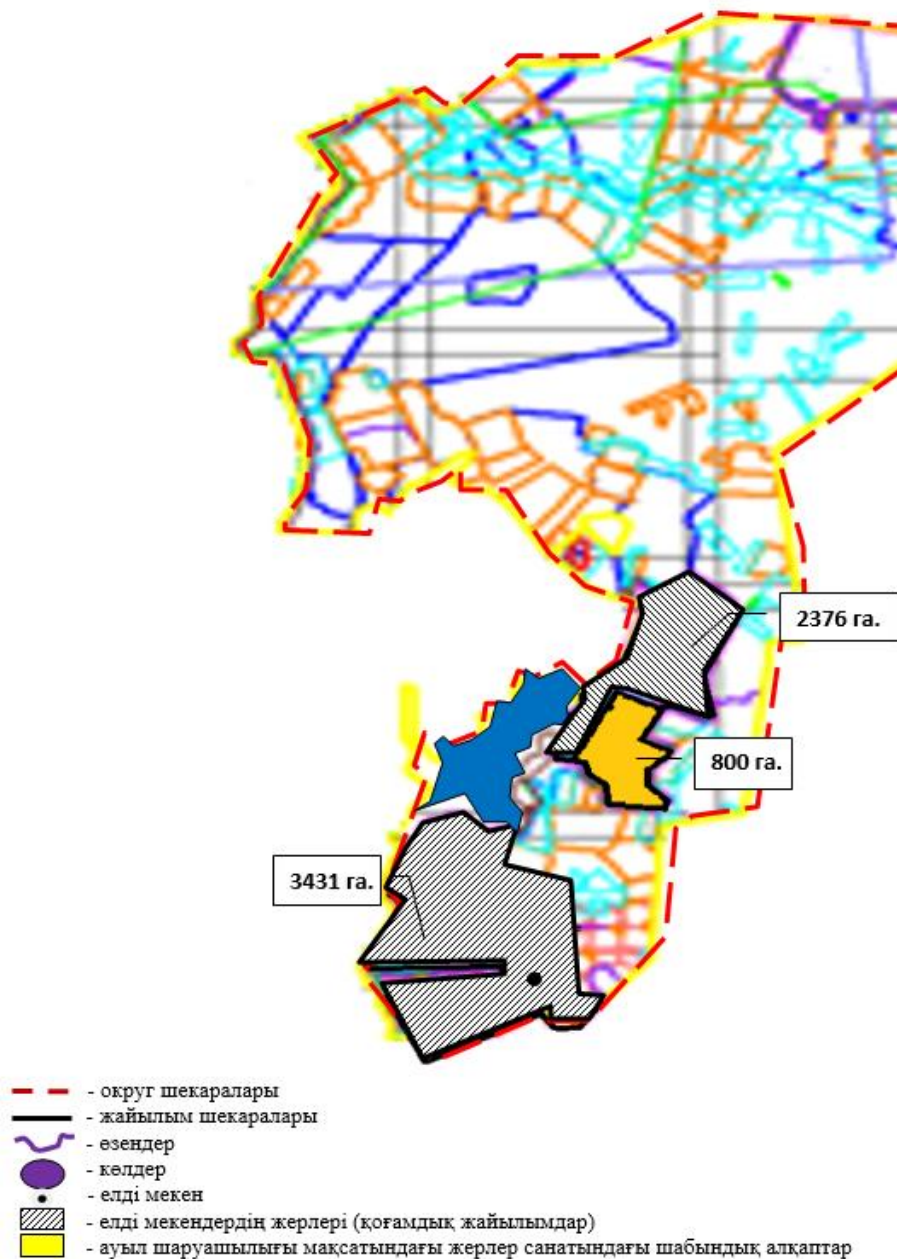 2376 га.
800 га.
3431 га.
- округ шекаралары
- жайылым шекаралары
- өзендер
- көлдер
- елді мекен
- елді мекендердің жерлері (қоғамдық жайылымдар)
- ауыл шаруашылығы мақсатындағы жерлер санатындағы шабындық алқаптар